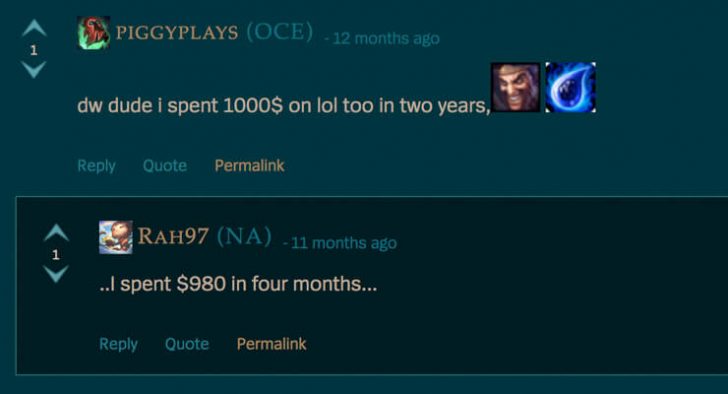 PIGGYPLAYS (OCE) - 12 months ago
1
dw dude i spent 1000$ on lol too in two years,
Reply Quote Permalink
RAH97 (NA) - 11 months ago
1
..I spent $980 in four months...
Reply Quote Permalink